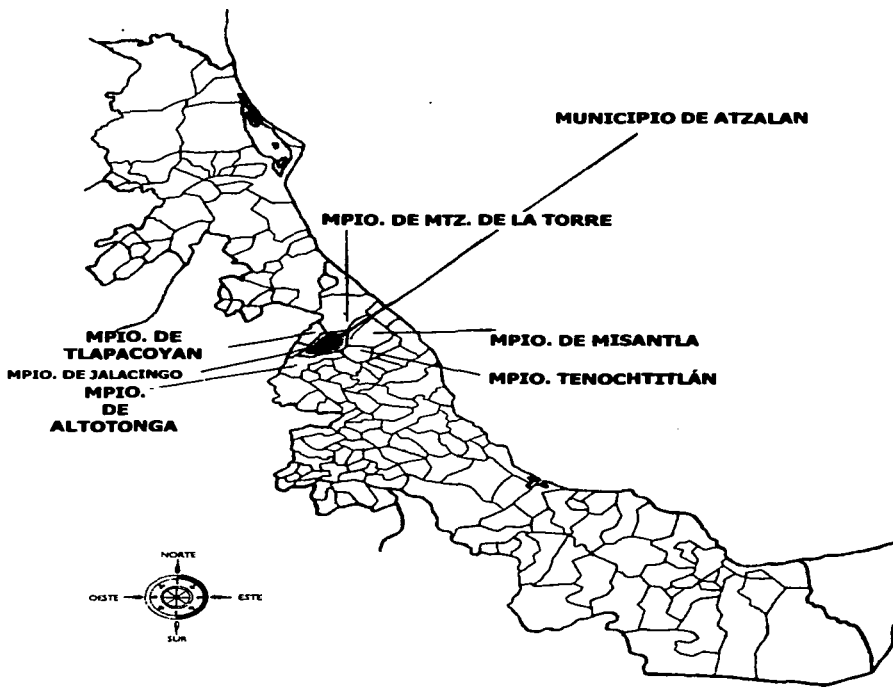 MUNICIPIO DE ATZALAN
MPIO. DE MTZ. DE LA TORRE
MPIO. DE
TLAPACOYAN
MPIO. DE MISANTLA
MPIO. DE JALACINGO
MPIO. TENOCHTITLÁN
MPIO.
DE
ALTOTONGA
NORTE
OESTE
ESTE
SUR